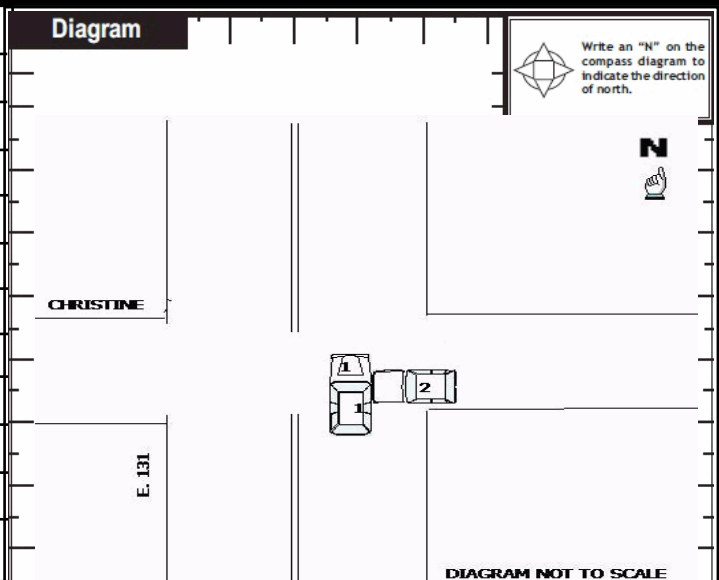 Diagram
Write an “N” on the
compass diagram to
indicate the direction
of north.
N
CHRISTINE
1
1
2
E. 131
DIAGRAM NOT TO SCALE